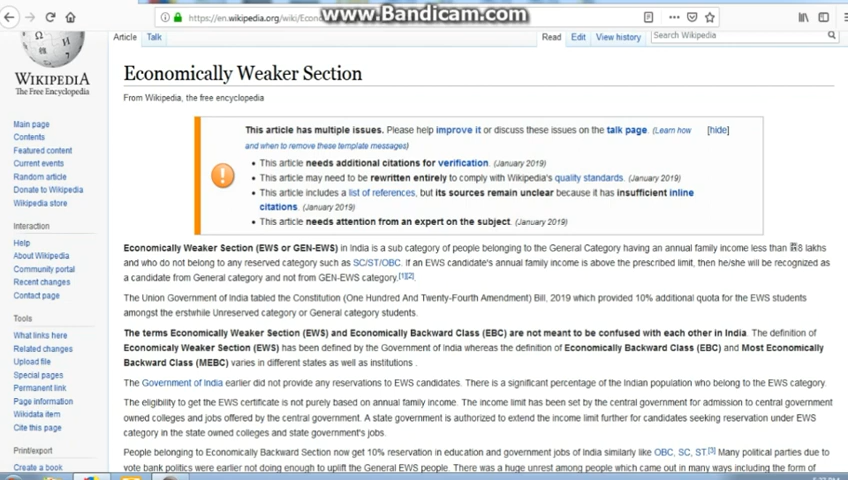 www.Bandicam.com
https://en.wikipedia.org/wiki/Econo
Article Talk Read Edit View history Search Wikipedia
WIKIPEDIA
The Free Encyclopedia
Main page
Contents
Featured content
Current events
Random article
Donate to Wikipedia
Wikipedia store
Interaction
Help
About Wikipedia
Community portal
Recent changes
Contact page
Tools
What links here
Related changes
Upload file
Special pages
Permanent link
Page information
Wikidata item
Cite this page
Print/export
Create a book
Economically Weaker Section
From Wikipedia, the free encyclopedia
This article has multiple issues. Please help improve it or discuss these issues on the talk page. (Learn how [hide]
and when to remove these template messages)
• This article needs additional citations for verification. (January 2019)
• This article may need to be rewritten entirely to comply with Wikipedia's quality standards. (January 2019)
• This article includes a list of references, but its sources remain unclear because it has insufficient inline
citations. (January 2019)
• This article needs attention from an expert on the subject. (January 2019)
Economically Weaker Section (EWS or GEN-EWS) in India is a sub category of people belonging to the General Category having an annual family income less than 8 lakhs
and who do not belong to any reserved category such as SC/ST/OBC. If an EWS candidate's annual family income is above the prescribed limit, then he/she will be recognized as
a candidate from General category and not from GEN-EWS category.[1][2]
The Union Government of India tabled the Constitution (One Hundred And Twenty-Fourth Amendment) Bill, 2019 which provided 10% additional quota for the EWS students
amongst the erstwhile Unreserved category or General category students.
The terms Economically Weaker Section (EWS) and Economically Backward Class (EBC) are not meant to be confused with each other in India. The definition of
Economicaly Weaker Section (EWS) has been defined by the Government of India whereas the definition of Economically Backward Class (EBC) and Most Economically
Backward Class (MEBC) varies in different states as well as institutions .
The Government of India earlier did not provide any reservations to EWS candidates. There is a significant percentage of the Indian population who belong to the EWS category.
The eligibility to get the EWS certificate is not purely based on annual family income. The income limit has been set by the central government for admission to central government
owned colleges and jobs offered by the central government. A state government is authorized to extend the income limit further for candidates seeking reservation under EWS
category in the state owned colleges and state government's jobs.
People belonging to Economically Backward Section now get 10% reservation in education and government jobs of India similarly like OBC, SC, ST.[3] Many political parties due to
vote bank politics were earlier not doing enough to uplift the General EWS people. There was a huge unrest among people which came out in many ways including the form of